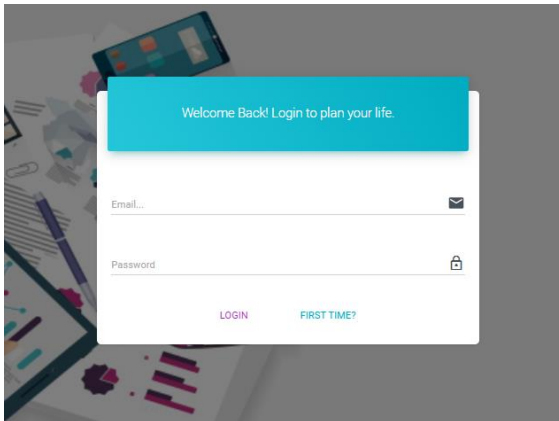 Welcome Back! Login to plan your life.
Email...
Password
LOGIN
FIRST TIME?